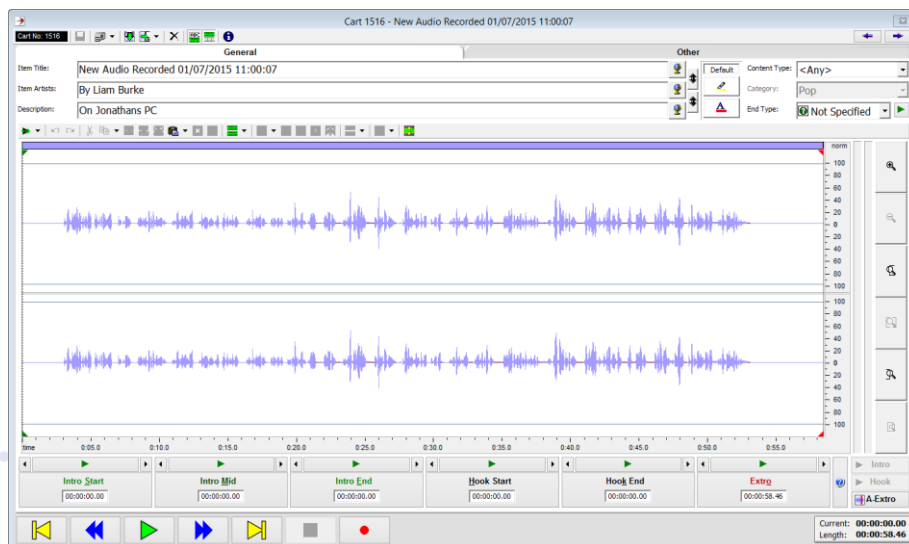 Cart 1516 - New Audio Recorded 01/07/2015 11:00:07
Cart No: 1516
General Other
Item Title: New Audio Recorded 01/07/2015 11:00:07 Default Content Type: <Any>
Item Artists: By Liam Burke Category: Pop
Description: On Jonathans PC End Type: Not Specified
norm
100
80
60
40
20
0
20
40
60
80
100
100
80
60
40
20
0
20
40
60
80
100
time 0:05.0 0:10.0 0:15.0 0:20.0 0:25.0 0:30.0 0:35.0 0:40.0 0:45.0 0:50.0 0:55.0
Intro Start Intro Mid Intro End Hook Start Hook End Extro
00:00:00.00 00:00:00.00 00:00:00.00 00:00:00.00 00:00:00.00 00:00:58.46
Intro
Hook
A-Extro
Current: 00:00:00.00
Length: 00:00:58.46